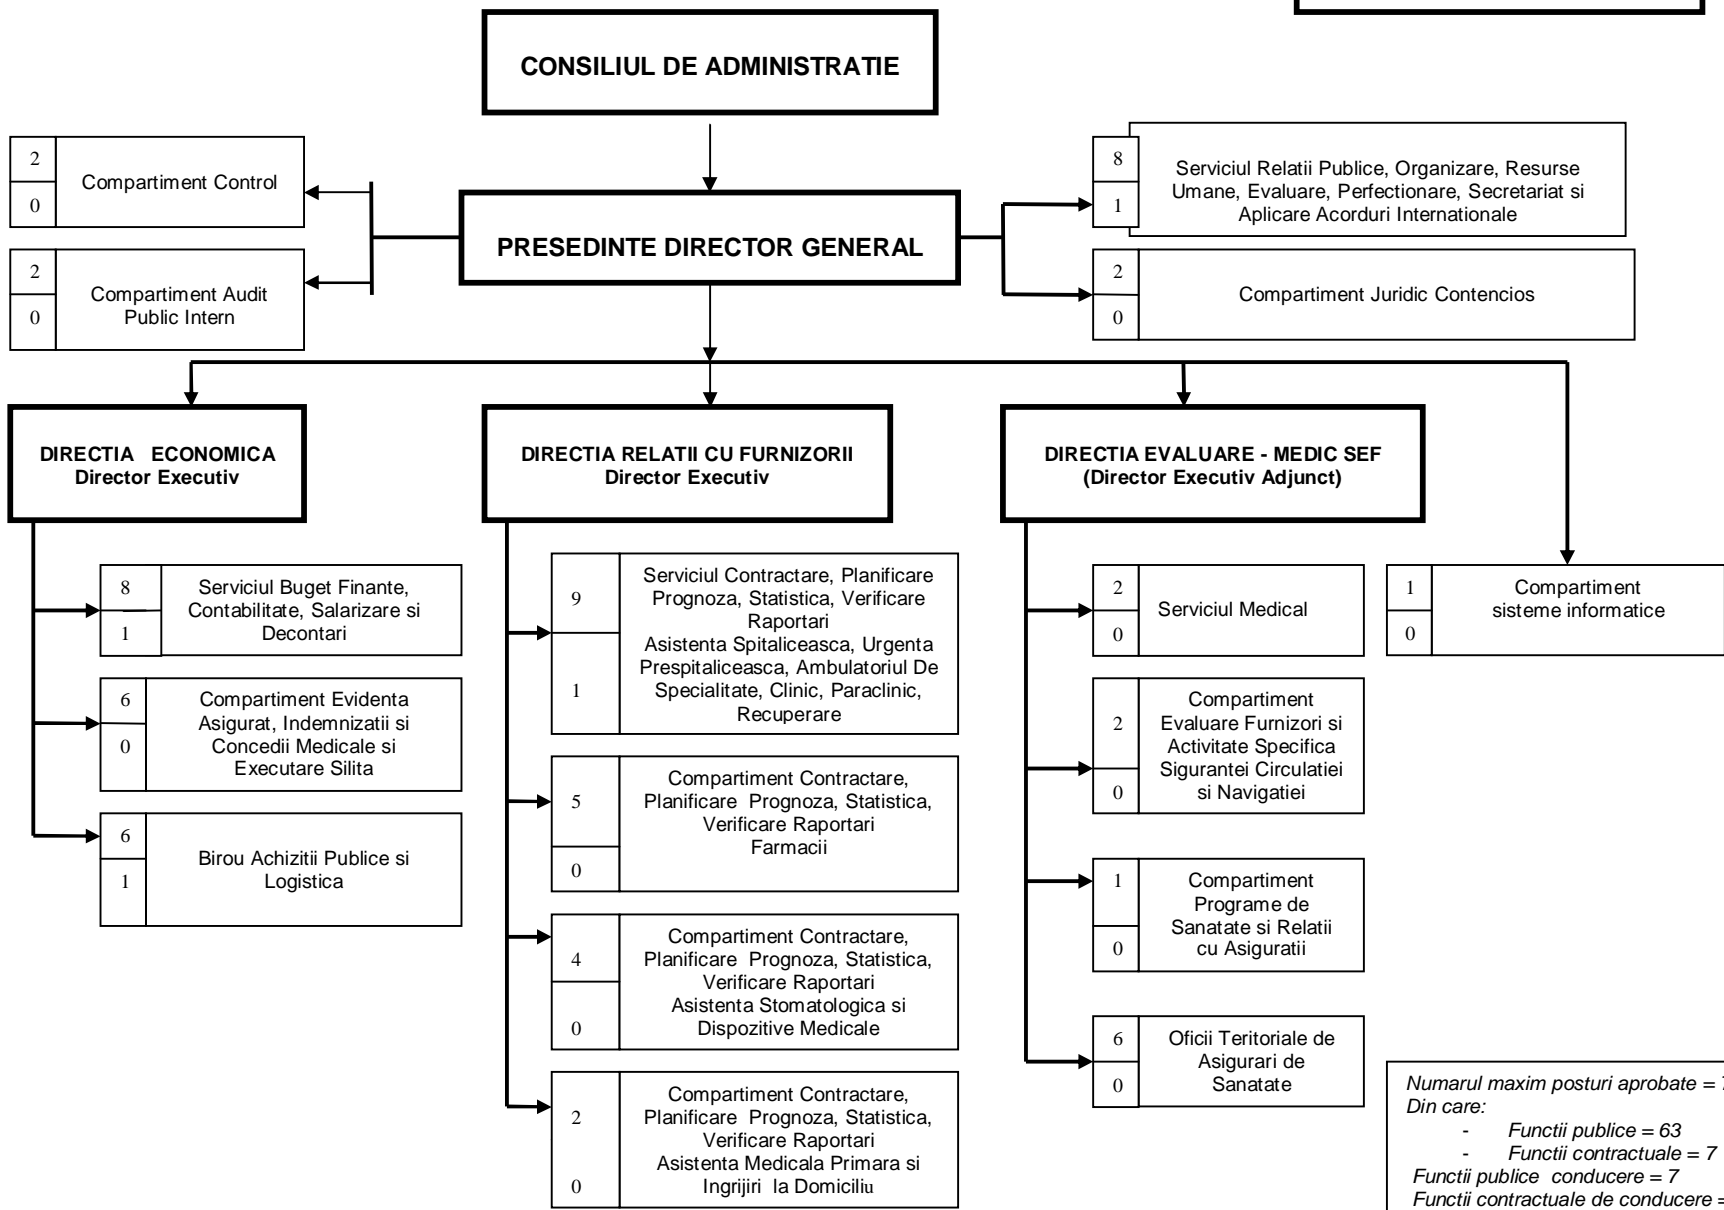 CONSILIUL DE ADMINISTRATIE
2
0
Compartiment Control
8
1
Serviciul Relatii Publice, Organizare, Resurse
Umane, Evaluare, Perfectionare, Secretariat si
Aplicare Acorduri Internationale
PRESEDINTE DIRECTOR GENERAL
2
0
Compartiment Audit
Public Intern
2
0
Compartiment Juridic Contencios
DIRECTIA ECONOMICA
Director Executiv
DIRECTIA RELATII CU FURNIZORII
Director Executiv
DIRECTIA EVALUARE - MEDIC SEF
(Director Executiv Adjunct)
8
1
Serviciul Buget Finante,
Contabilitate, Salarizare si
Decontari
6
0
Compartiment Evidenta
Asigurat, Indemnizatii si
Concedii Medicale si
Executare Silita
6
1
Birou Achizitii Publice si
Logistica
9
1
Serviciul Contractare, Planificare
Prognoza, Statistica, Verificare
Raportari
Asistenta Spitaliceasca, Urgenta
Prespitaliceasca, Ambulatoriul De
Specialitate, Clinic, Paraclinic,
Recuperare
5
0
Compartiment Contractare,
Planificare Prognoza, Statistica,
Verificare Raportari
Farmacii
4
0
Compartiment Contractare,
Planificare Prognoza, Statistica,
Verificare Raportari
Asistenta Stomatologica si
Dispozitive Medicale
2
0
Compartiment Contractare,
Planificare Prognoza, Statistica,
Verificare Raportari
Asistenta Medicala Primara si
Ingrijiri la Domiciliu
2
0
Serviciul Medical
2
0
Compartiment
Evaluare Furnizori si
Activitate Specifica
Sigurantei Circulatiei
si Navigatiei
1
0
Compartiment
Programe de
Sanatate si Relatii
cu Asiguratii
6
0
Oficii Teritoriale de
Asigurari de
Sanatate
1
0
Compartiment
sisteme informatice
Numarul maxim posturi aprobate =
Din care:
- Functii publice = 63
- Functii contractuale = 7
Functii publice conducere = 7
Functii contractuale de conducere =